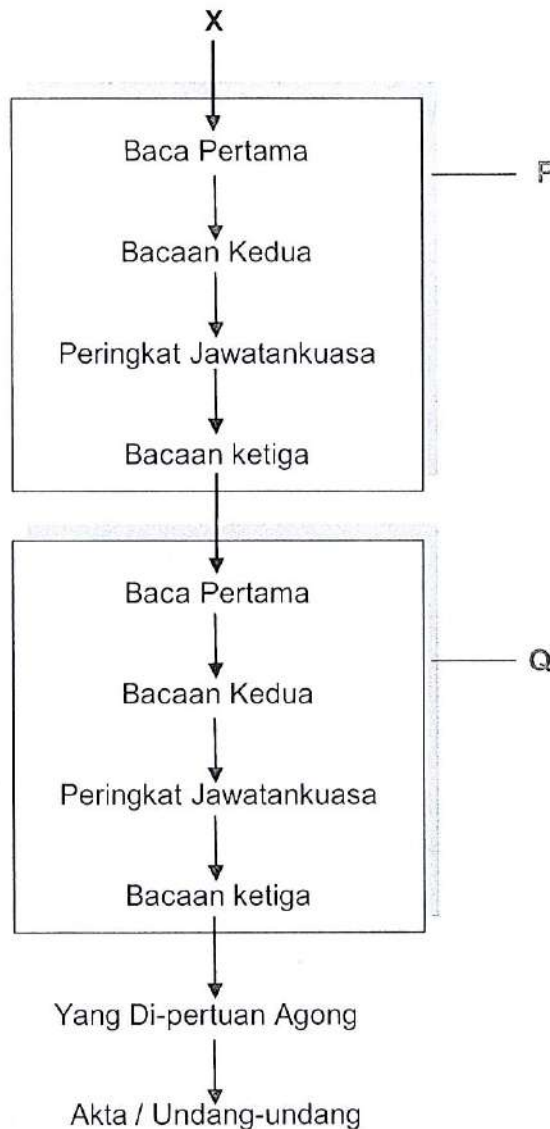 X
Baca Pertama
P
Bacaan Kedua
Peringkat Jawatankuasa
Bacaan ketiga
Baca Pertama
Q
Bacaan Kedua
Peringkat Jawatankuasa
Bacaan ketiga
Yang Di-pertuan Agong
Akta / Undang-undang